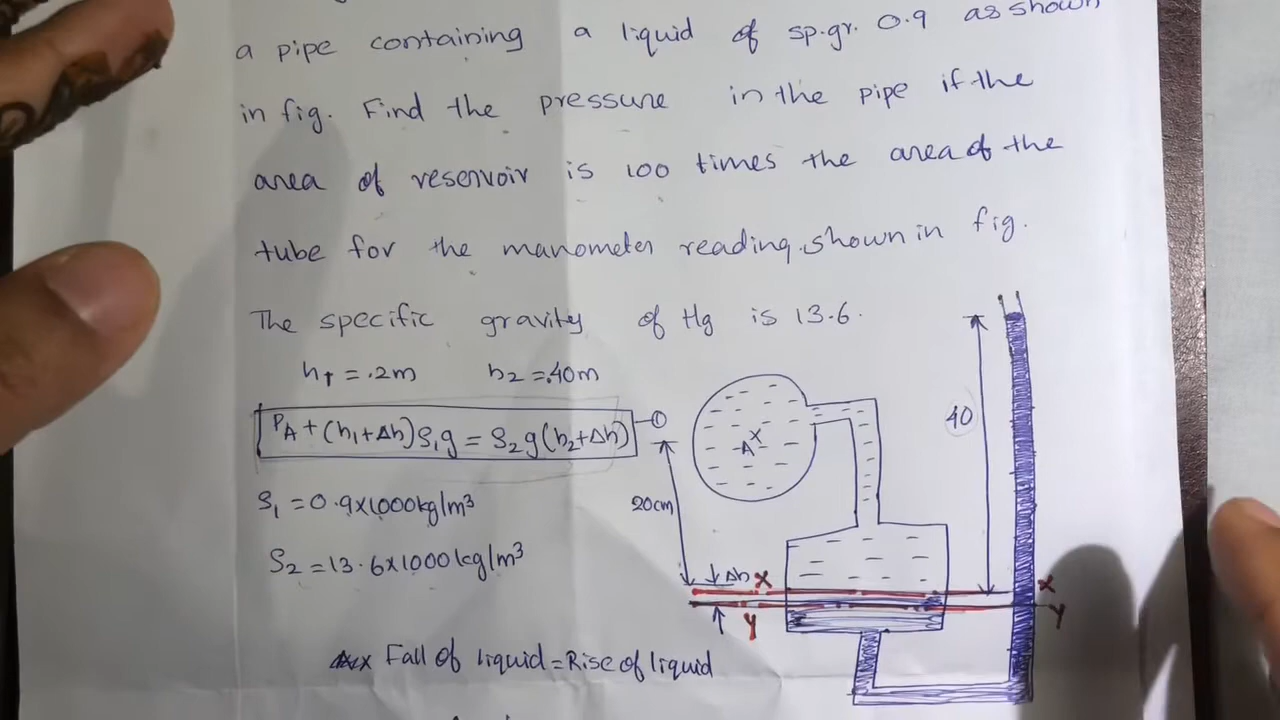 a pipe containing a liquid of sp.gr. 0.9 as shown
in fig. Find the pressure in the pipe if the
area of reservoir is 100 times the area of the
tube for the manometer reading.shown in fig.
The specific gravity of Hg is 13.6.
h1 = .2m h2 = .40m
PA + (h1+Δh)S1g = S2g(h2+Δh) ①
S1 = 0.9x1000kg/m³
S2 = 13.6x1000kg/m³
Fall of liquid = Rise of liquid
40
A x
20cm
Δh X
X
Y
Y